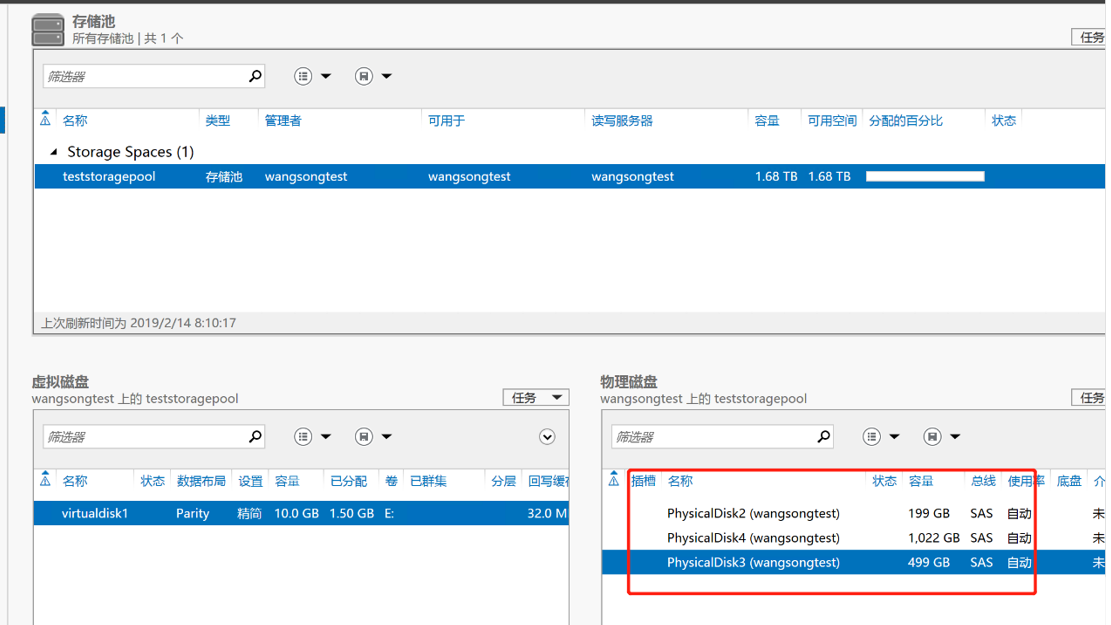 存储池
所有存储池 | 共 1 个
任务
筛选器
名称 类型 管理者 可用于 读写服务器 容量 可用空间 分配的百分比 状态
Storage Spaces (1)
teststoragepool 存储池 wangsongtest wangsongtest wangsongtest 1.68 TB 1.68 TB
上次刷新时间为 2019/2/14 8:10:17
虚拟磁盘
wangsongtest 上的 teststoragepool
任务
筛选器
名称 状态 数据布局 设置 容量 已分配 卷 已群集 分层 回写缓存
virtualdisk1 Parity 精简 10.0 GB 1.50 GB E: 32.0 M
物理磁盘
wangsongtest 上的 teststoragepool
任务
筛选器
插槽 名称 状态 容量 总线 使用率 底盘 介
PhysicalDisk2 (wangsongtest) 199 GB SAS 自动 未
PhysicalDisk4 (wangsongtest) 1,022 GB SAS 自动 未
PhysicalDisk3 (wangsongtest) 499 GB SAS 自动 未